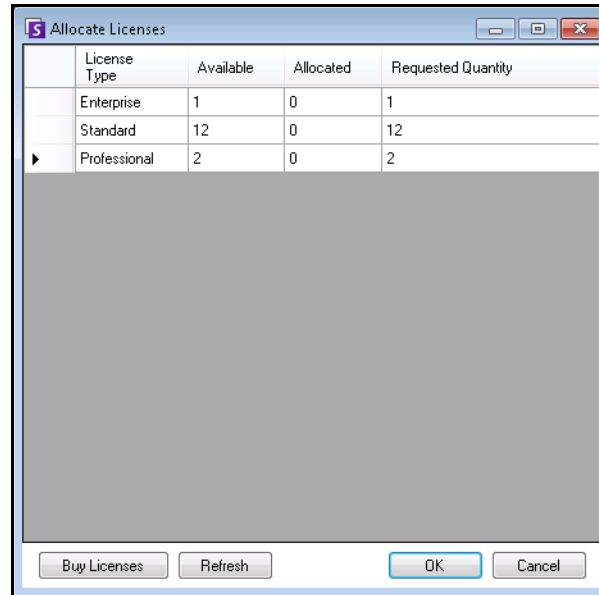 S Allocate Licenses
License Type Available Allocated Requested Quantity
Enterprise 1 0 1
Standard 12 0 12
Professional 2 0 2
Buy Licenses Refresh OK Cancel